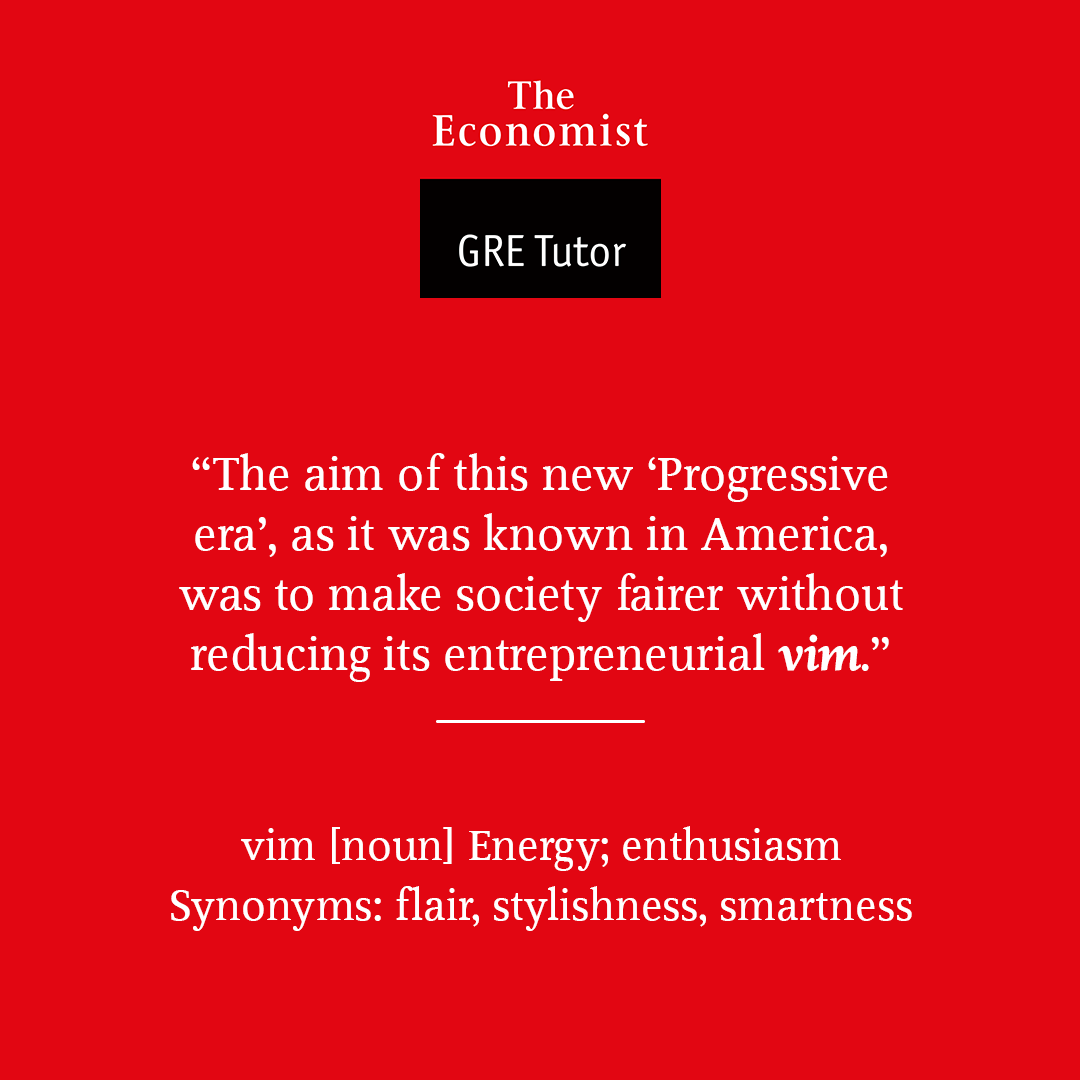 The
Economist
GRE Tutor
“The aim of this new ‘Progressive
era’, as it was known in America,
was to make society fairer without
reducing its entrepreneurial vim.”
vim [noun] Energy; enthusiasm
Synonyms: flair, stylishness, smartness